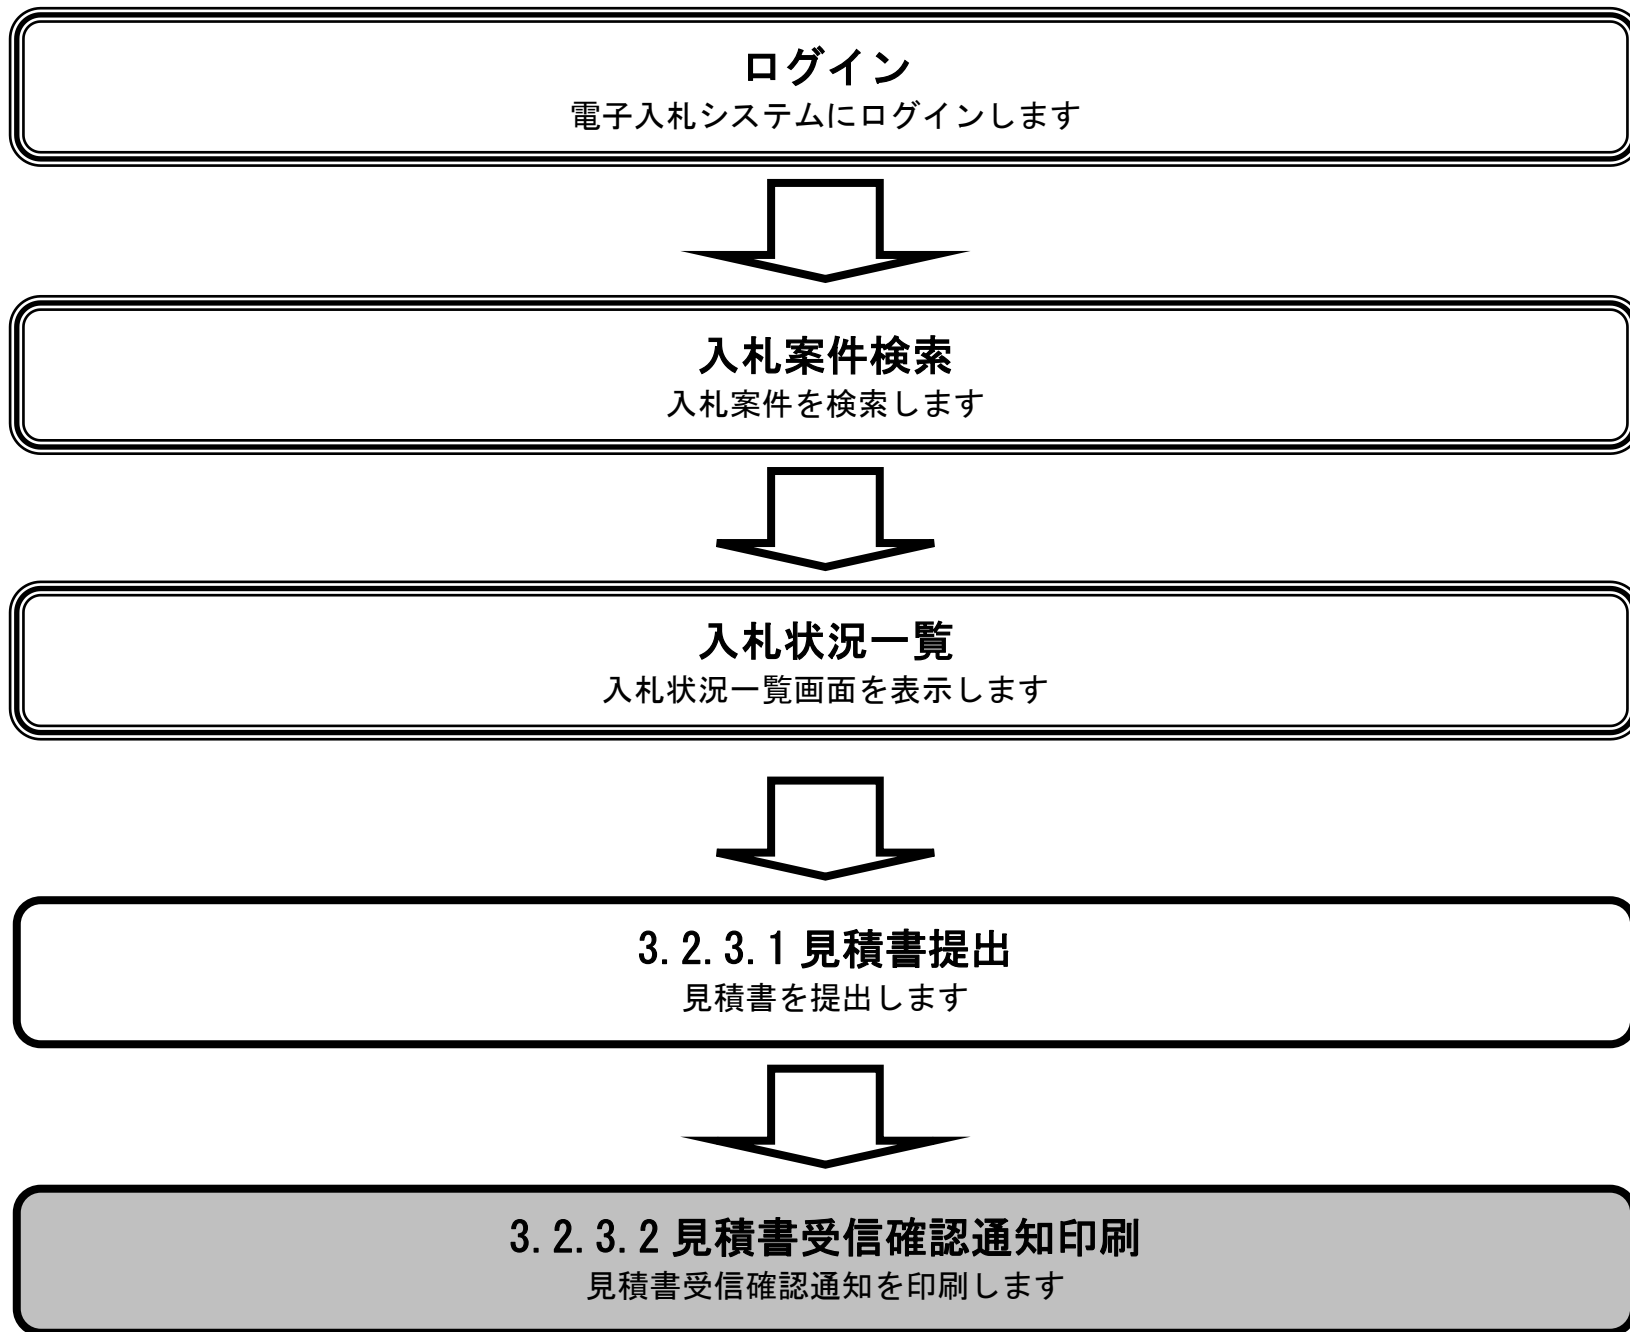 ログイン
電子入札システムにログインします
入札案件検索
入札案件を検索します
入札状況一覧
入札状況一覧画面を表示します
3.2.3.1 見積書提出
見積書を提出します
3.2.3.2 見積書受信確認通知印刷
見積書受信確認通知を印刷します